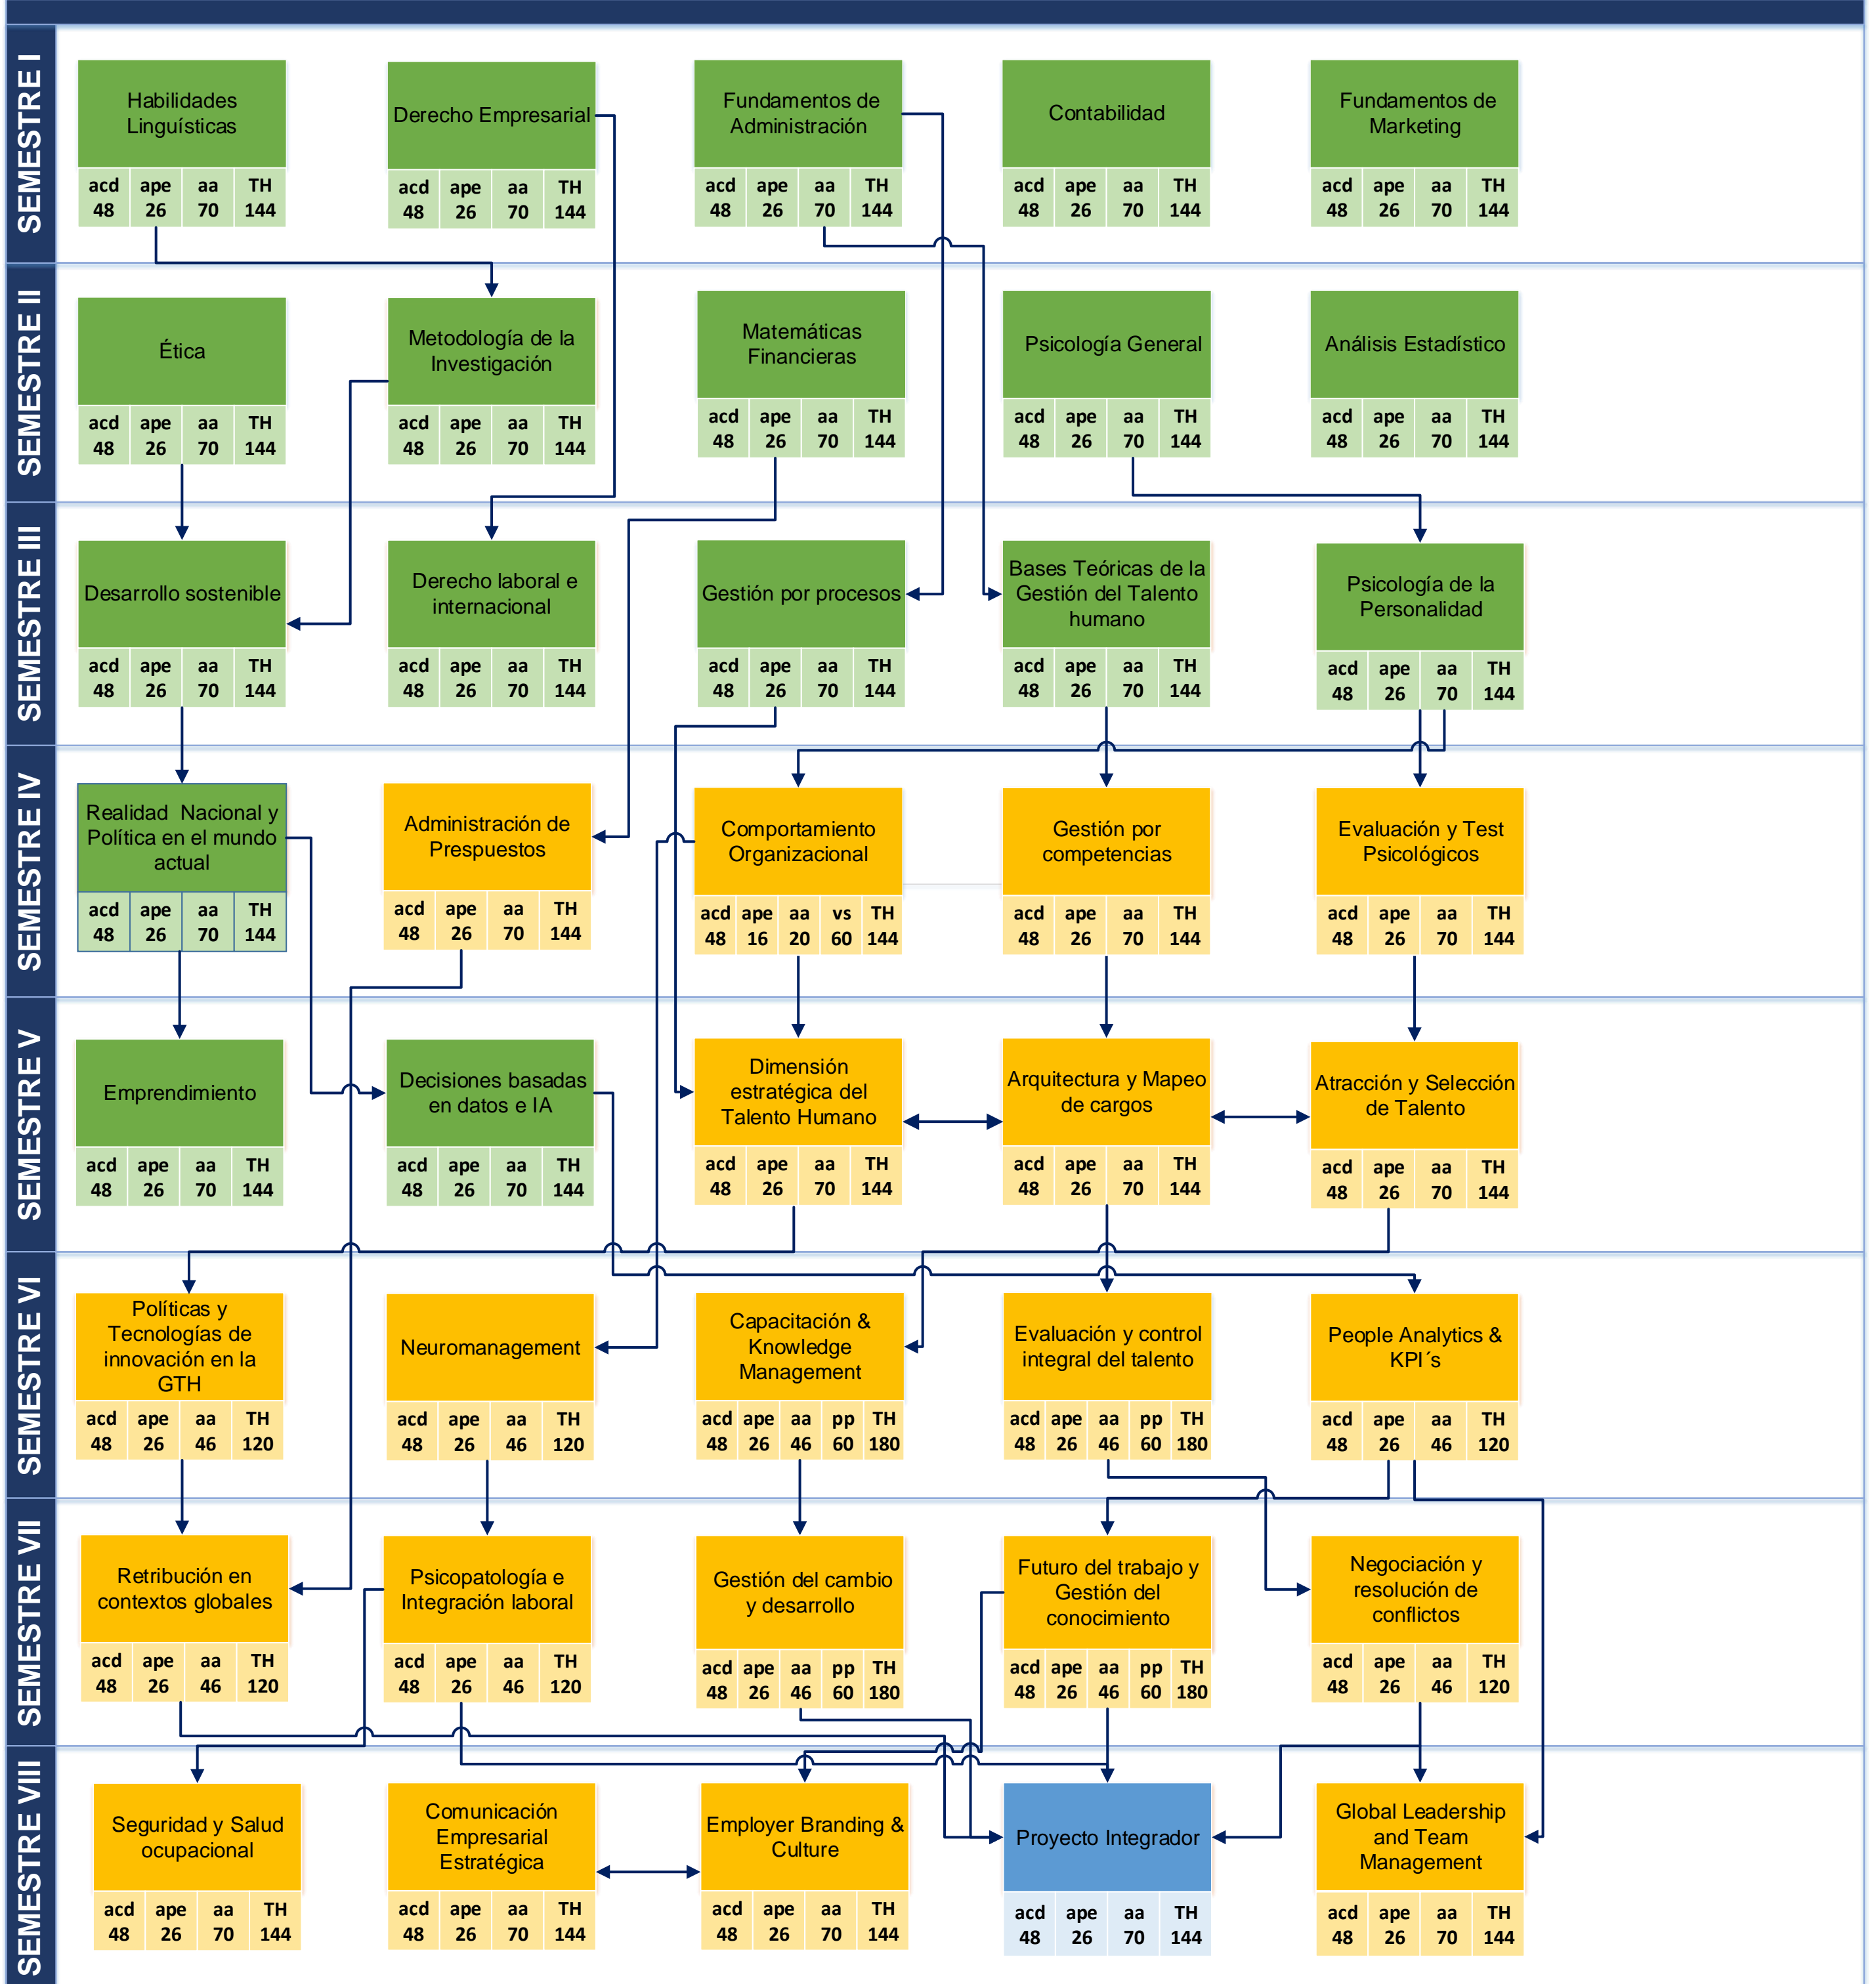 SEMESTRE I
Habilidades
Linguísticas
acd ape aa TH
48 26 70 144
Derecho Empresarial
acd ape aa TH
48 26 70 144
Fundamentos de
Administración
acd ape aa TH
48 26 70 144
Contabilidad
acd ape aa TH
48 26 70 144
Fundamentos de
Marketing
acd ape aa TH
48 26 70 144
SEMESTRE II
Ética
acd ape aa TH
48 26 70 144
Metodología de la
Investigación
acd ape aa TH
48 26 70 144
Matemáticas
Financieras
acd ape aa TH
48 26 70 144
Psicología General
acd ape aa TH
48 26 70 144
Análisis Estadístico
acd ape aa TH
48 26 70 144
SEMESTRE III
Desarrollo sostenible
acd ape aa TH
48 26 70 144
Derecho laboral e
internacional
acd ape aa TH
48 26 70 144
Gestión por procesos
acd ape aa TH
48 26 70 144
Bases Teóricas de la
Gestión del Talento
humano
acd ape aa TH
48 26 70 144
Psicología de la
Personalidad
acd ape aa TH
48 26 70 144
SEMESTRE IV
Realidad Nacional y
Política en el mundo
actual
acd ape aa TH
48 26 70 144
Administración de
Prespuestos
acd ape aa TH
48 26 70 144
Comportamiento
Organizacional
acd ape aa vs TH
48 16 20 60 144
Gestión por
competencias
acd ape aa TH
48 26 70 144
Evaluación y Test
Psicológicos
acd ape aa TH
48 26 70 144
SEMESTRE V
Emprendimiento
acd ape aa TH
48 26 70 144
Decisiones basadas
en datos e IA
acd ape aa TH
48 26 70 144
Dimensión
estratégica del
Talento Humano
acd ape aa TH
48 26 70 144
Arquitectura y Mapeo
de cargos
acd ape aa TH
48 26 70 144
Atracción y Selección
de Talento
acd ape aa TH
48 26 70 144
SEMESTRE VI
Políticas y
Tecnologías de
innovación en la
GTH
acd ape aa TH
48 26 46 120
Neuromanagement
acd ape aa TH
48 26 46 120
Capacitación &
Knowledge
Management
acd ape aa pp TH
48 26 46 60 180
Evaluación y control
integral del talento
acd ape aa pp TH
48 26 46 60 180
People Analytics &
KPI´s
acd ape aa TH
48 26 46 120
SEMESTRE VII
Retribución en
contextos globales
acd ape aa TH
48 26 46 120
Psicopatología e
Integración laboral
acd ape aa TH
48 26 46 120
Gestión del cambio
y desarrollo
acd ape aa pp TH
48 26 46 60 180
Futuro del trabajo y
Gestión del
conocimiento
acd ape aa pp TH
48 26 46 60 180
Negociación y
resolución de
conflictos
acd ape aa TH
48 26 46 120
SEMESTRE VIII
Seguridad y Salud
ocupacional
acd ape aa TH
48 26 70 144
Comunicación
Empresarial
Estratégica
acd ape aa TH
48 26 70 144
Employer Branding &
Culture
acd ape aa TH
48 26 70 144
Proyecto Integrador
acd ape aa TH
48 26 70 144
Global Leadership
and Team
Management
acd ape aa TH
48 26 70 144